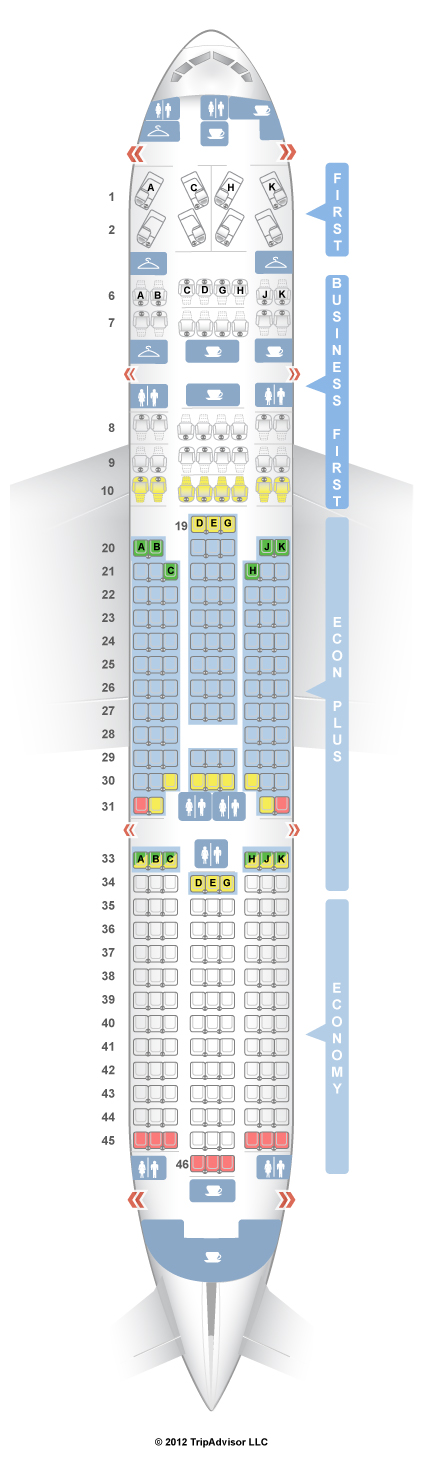 A C H K
1
2
FIRST
6 A B C D G H J K
7
BUSINESS FIRST
8
9
10
19 D E G
20 A B J K
21 C H
22
23
24
25
26
27
28
29
30
31
ECON PLUS
33 A B C H J K
34 D E G
35
36
37
38
39
40
41
42
43
44
45
46
ECONOMY
© 2012 TripAdvisor LLC